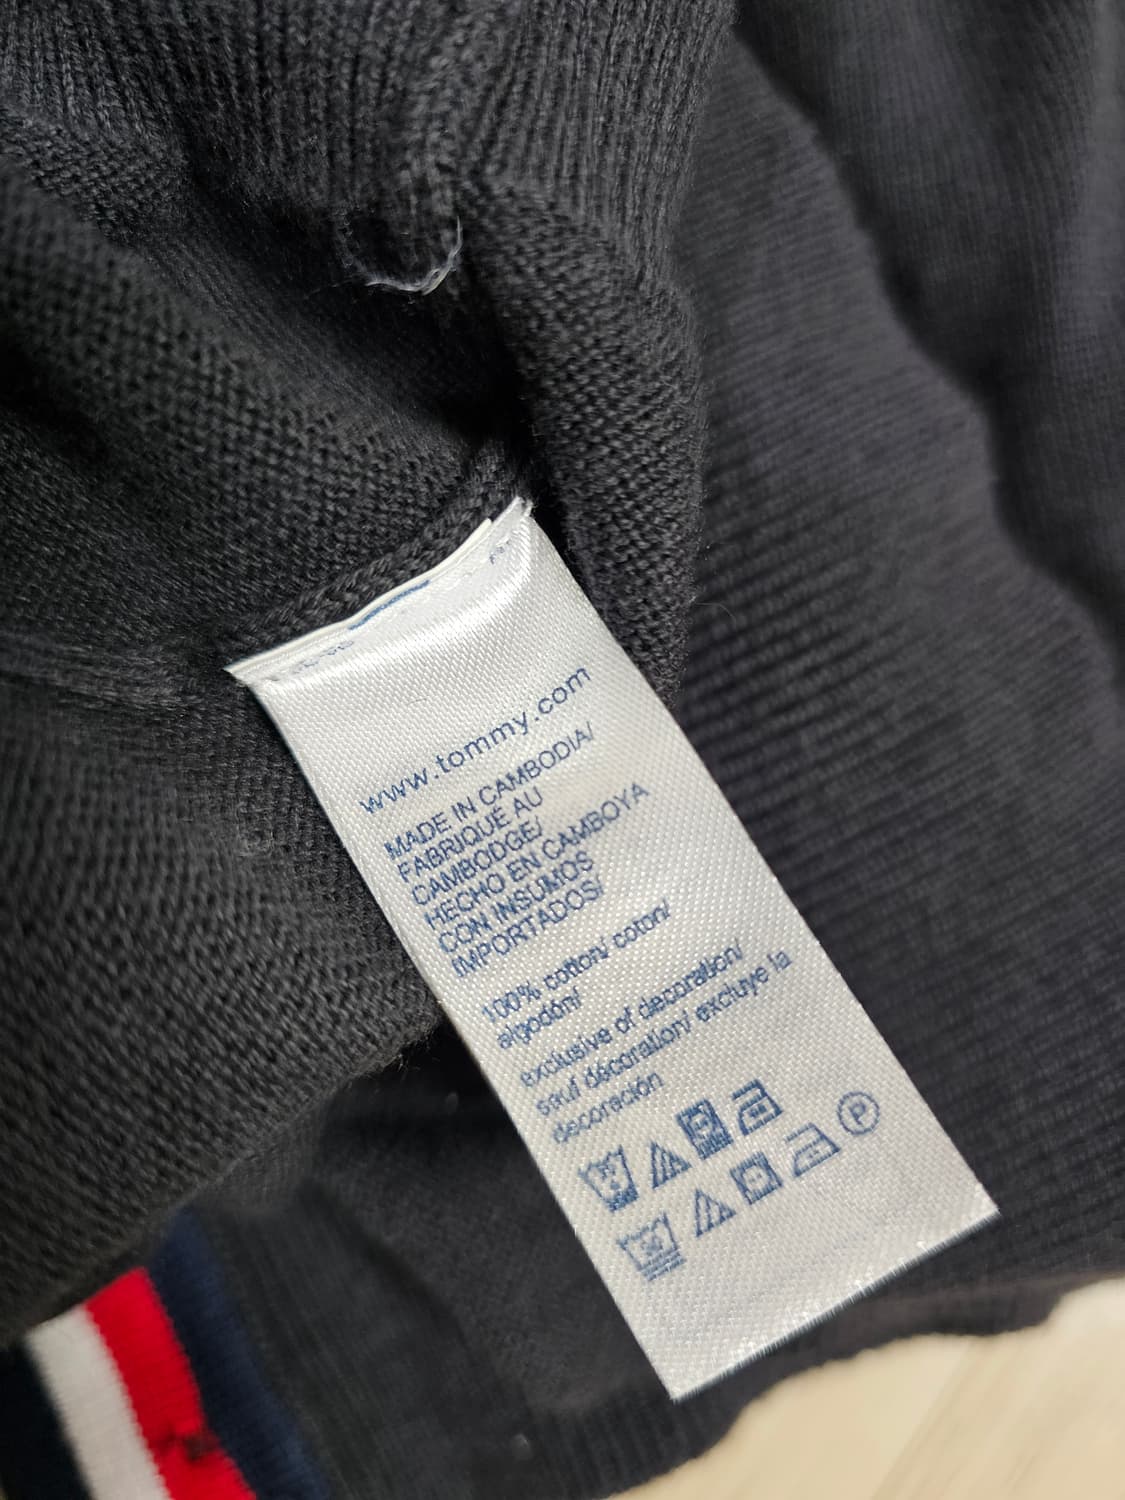 www.tommy.com
MADE IN CAMBODIA/
FABRIQUÉ AU
CAMBODGE/
HECHO EN CAMBOYA
CON INSUMOS
IMPORTADOS/
100% cotton/ coton/
algodón/
exclusive of decoration/
sauf décoration/ excluye la
decoración
P
30